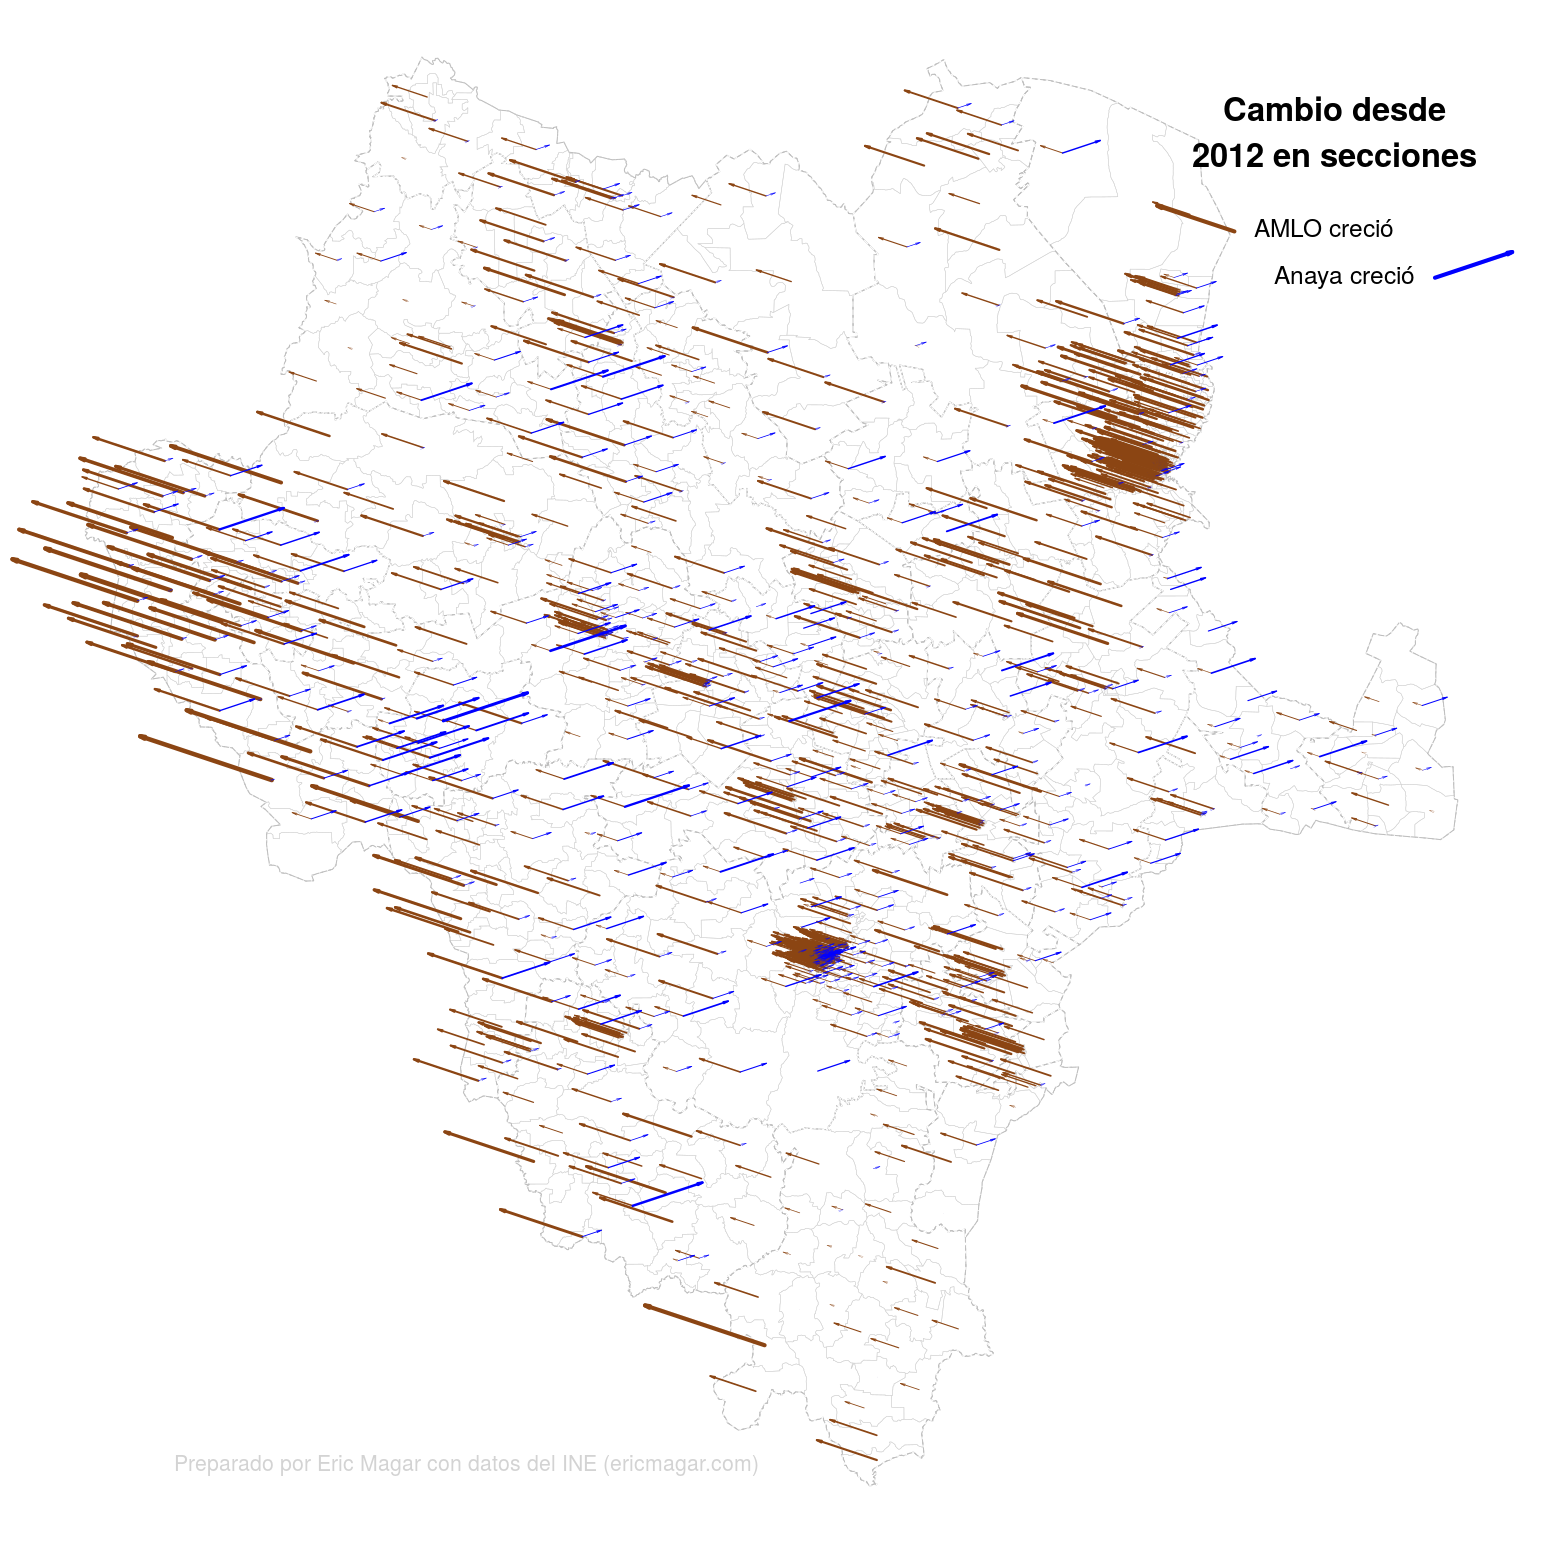 Cambio desde
2012 en secciones
AMLO creció
Anaya creció
Preparado por Eric Magar con datos del INE (ericmagar.com)